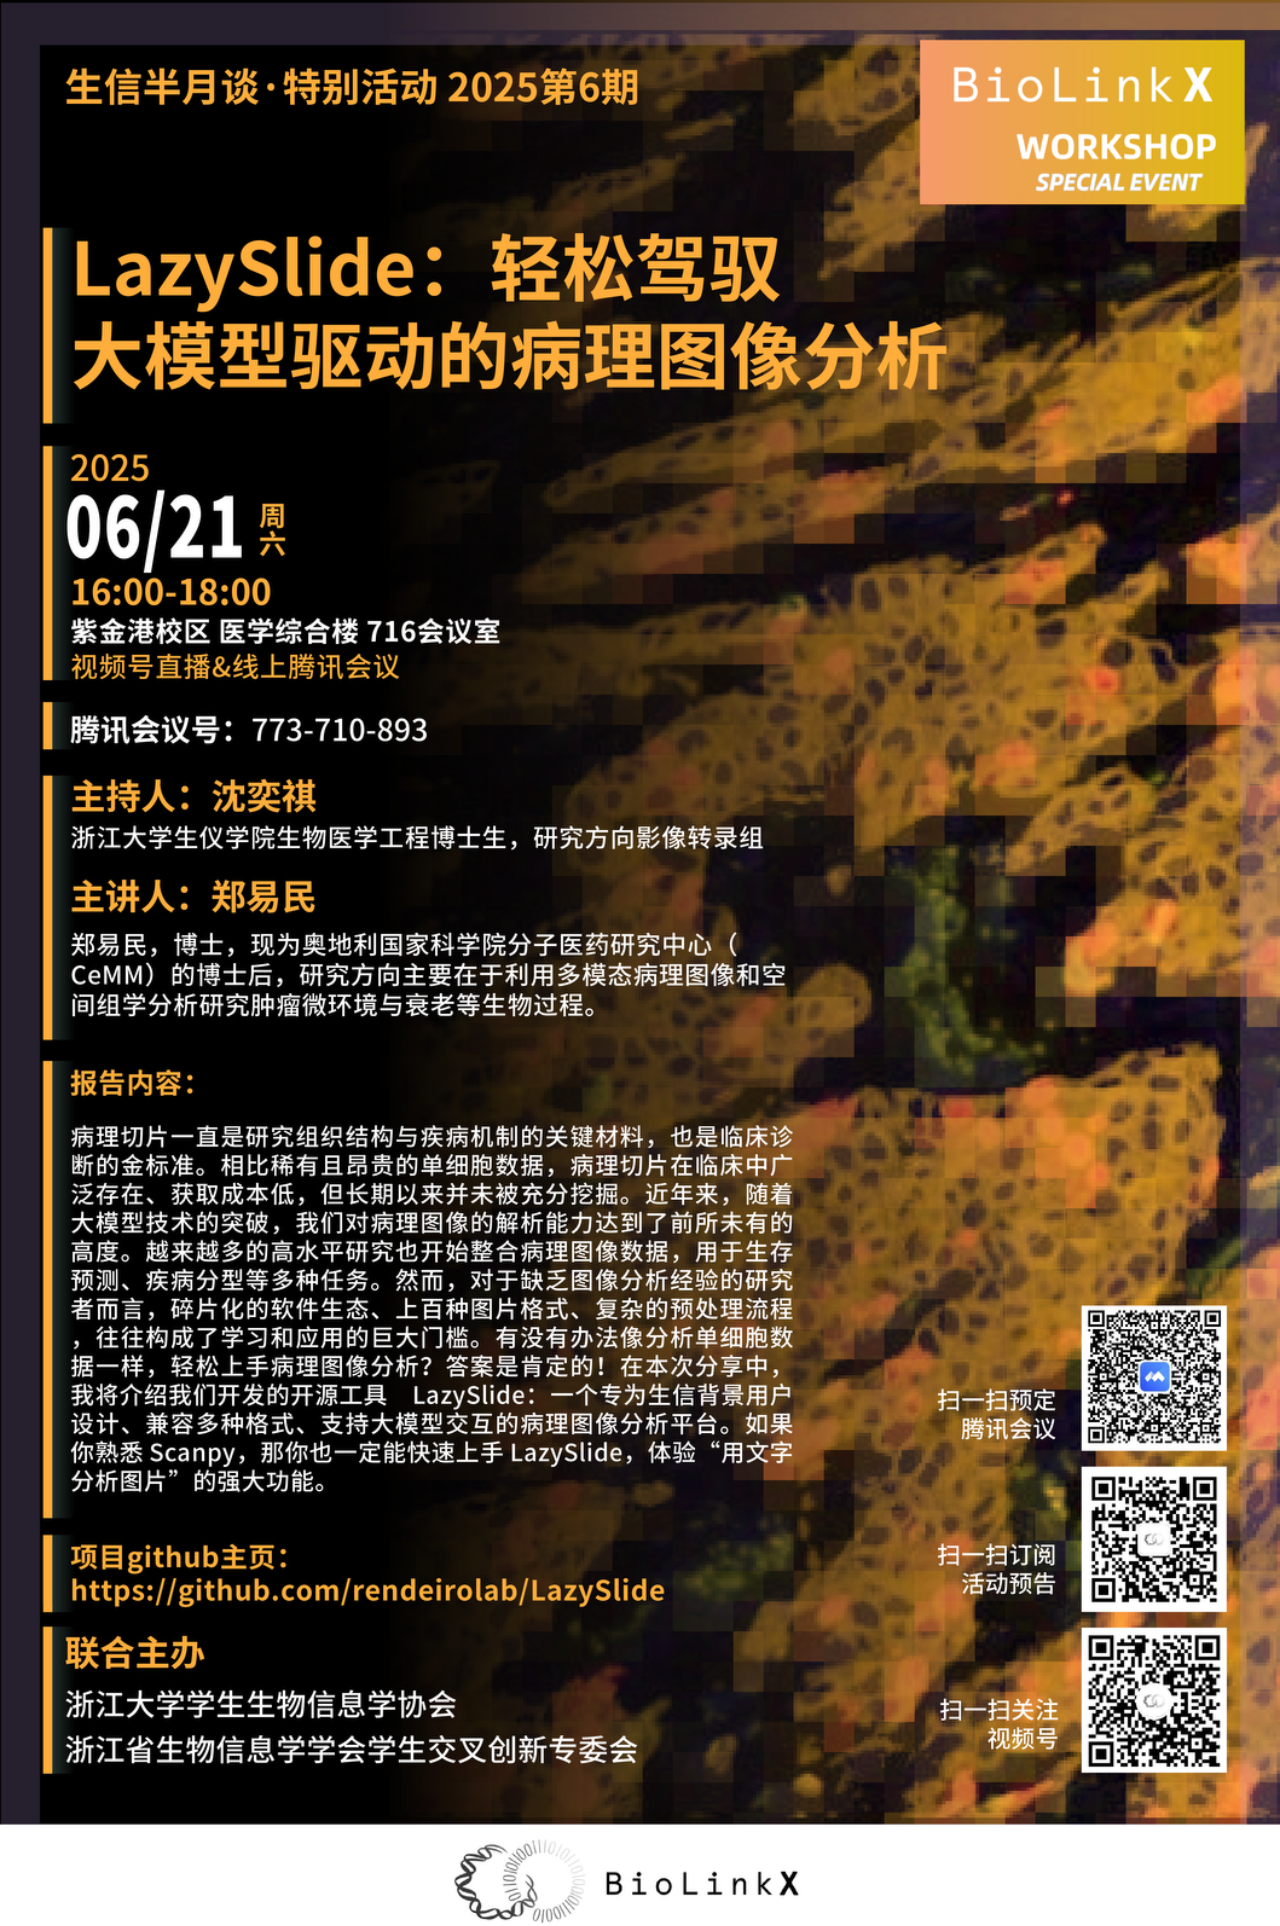 生信半月谈·特别活动 2025第6期
BioLinkX
WORKSHOP
SPECIAL EVENT
LazySlide：轻松驾驭
大模型驱动的病理图像分析
2025
06/21 周六
16:00-18:00
紫金港校区 医学综合楼 716会议室
视频号直播&线上腾讯会议
腾讯会议号：773-710-893
主持人：沈奕祺
浙江大学生仪学院生物医学工程博士生，研究方向影像转录组
主讲人：郑易民
郑易民，博士，现为奥地利国家科学院分子医药研究中心（
CeMM）的博士后，研究方向主要在于利用多模态病理图像和空
间组学分析研究肿瘤微环境与衰老等生物过程。
报告内容：
病理切片一直是研究组织结构与疾病机制的关键材料，也是临床诊
断的金标准。相比稀有且昂贵的单细胞数据，病理切片在临床中广
泛存在、获取成本低，但长期以来并未被充分挖掘。近年来，随着
大模型技术的突破，我们对病理图像的解析能力达到了前所未有的
高度。越来越多的高水平研究也开始整合病理图像数据，用于生存
预测、疾病分型等多种任务。然而，对于缺乏图像分析经验的研究
者而言，碎片化的软件生态、上百种图片格式、复杂的预处理流程
，往往构成了学习和应用的巨大门槛。有没有办法像分析单细胞数
据一样，轻松上手病理图像分析？答案是肯定的！在本次分享中，
我将介绍我们开发的开源工具 LazySlide：一个专为生信背景用户
设计、兼容多种格式、支持大模型交互的病理图像分析平台。如果
你熟悉 Scanpy，那你也一定能快速上手 LazySlide，体验“用文字
分析图片”的强大功能。
扫一扫预定
腾讯会议
扫一扫订阅
活动预告
项目github主页：
https://github.com/rendeirolab/LazySlide
联合主办
浙江大学学生生物信息学协会
浙江省生物信息学学会学生交叉创新专委会
扫一扫关注
视频号
BioLinkX